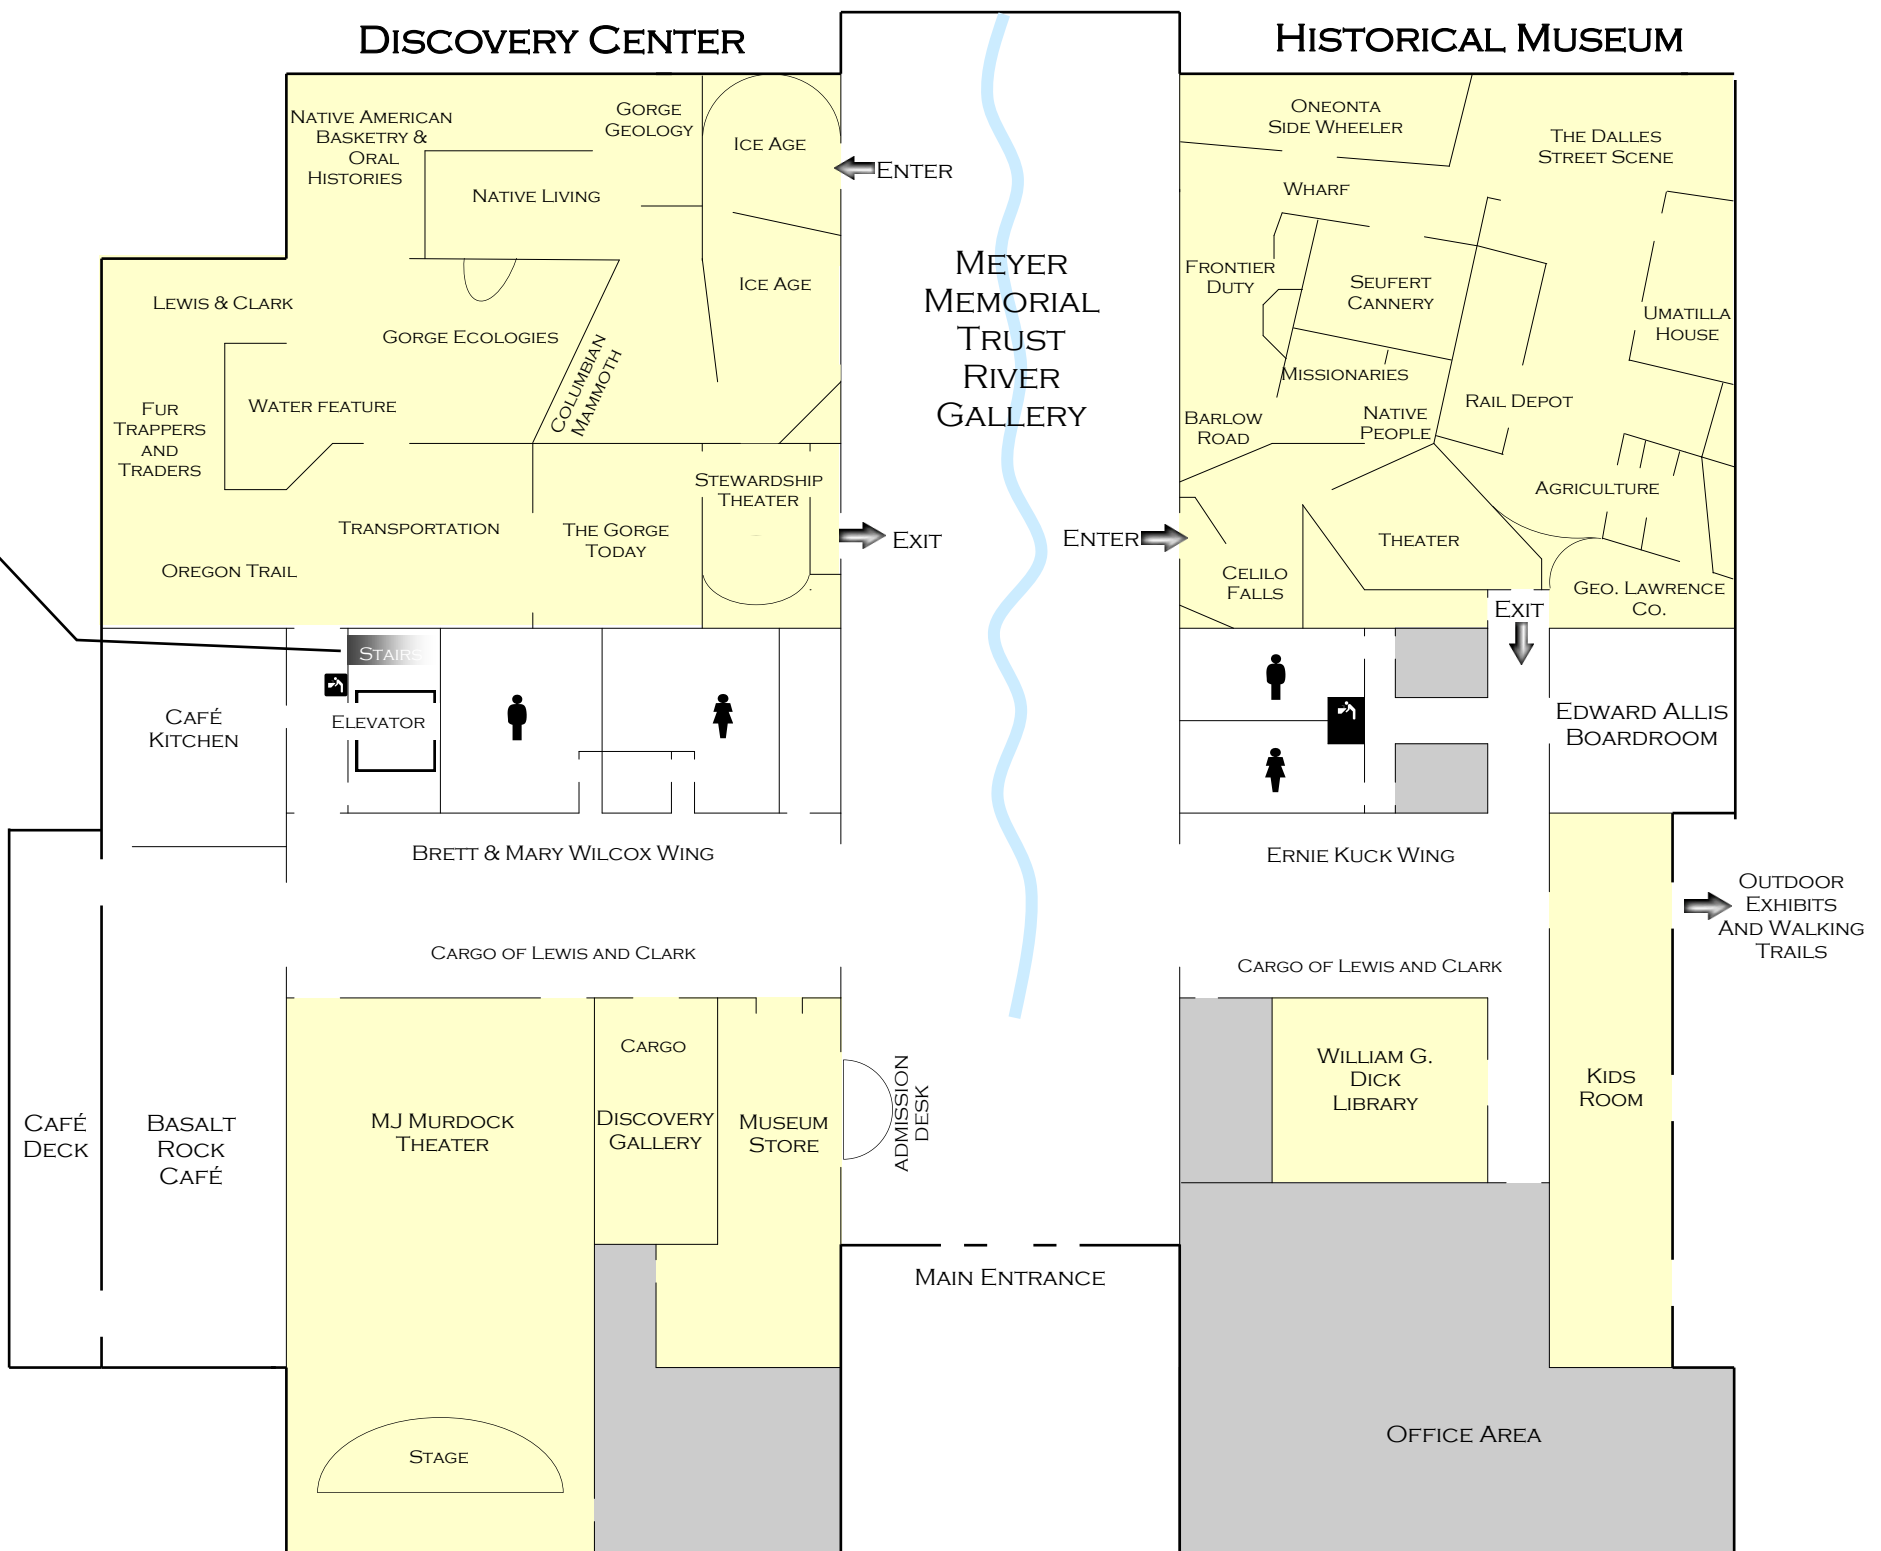 Discovery Center
Historical Museum
Native American
Basketry &
Oral
Histories
Gorge
Geology
Ice Age
Enter
Native Living
Ice Age
Lewis & Clark
Gorge Ecologies
Columbian
Mammoth
Water feature
Fur
Trappers
and
Traders
Stewardship
Theater
Transportation
The Gorge
Today
Exit
Oregon Trail
Meyer
Memorial
Trust
River
Gallery
Oneonta
Side Wheeler
The Dalles
Street Scene
Wharf
Frontier
Duty
Seufert
Cannery
Umatilla
House
Missionaries
Rail Depot
Barlow
Road
Native
People
Agriculture
Enter
Theater
Celilo
Falls
Geo. Lawrence
Co.
Exit
Stairs
Elevator
Café
Kitchen
Edward Allis
Boardroom
Brett & Mary Wilcox Wing
Ernie Kuck Wing
Outdoor
Exhibits
And Walking
Trails
Cargo of Lewis and Clark
Cargo of Lewis and Clark
Café
Deck
Basalt
Rock
Café
MJ Murdock
Theater
Cargo
Discovery
Gallery
Museum
Store
Admission
Desk
William G.
Dick
Library
Kids
Room
Main Entrance
Stage
Office Area